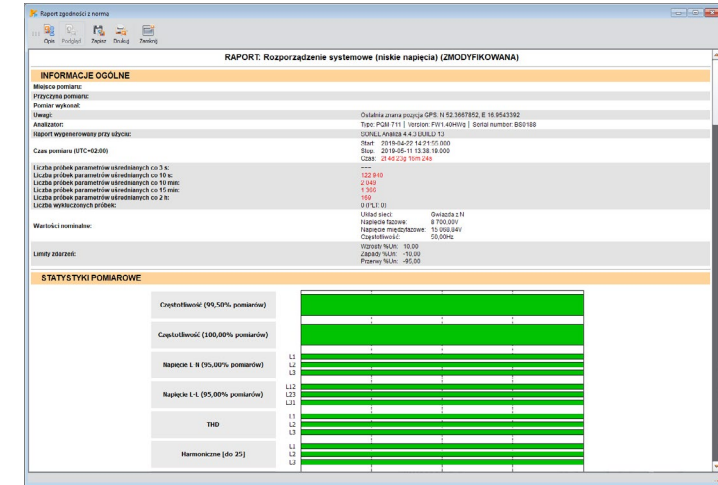 Raport zgodności z normą
Opis Podgląd Zapisz Drukuj Zamknij
RAPORT: Rozporządzenie systemowe (niskie napięcia) (ZMODYFIKOWANA)
INFORMACJE OGÓLNE
Miejsce pomiaru:
Przyczyna pomiaru:
Pomiar wykonał:
Uwagi: Ostatnia znana pozycja GPS: N 52.3667852, E 16.9543392
Analizator: Type: PQM-711 | Version: FW1.40HWg | Serial number: BS0188
Raport wygenerowany przy użyciu: SONEL Analiza 4.4.3 BUILD 13
Czas pomiaru (UTC+02:00)
Start: 2019-04-22 14:21:55.000
Stop: 2019-05-11 13:38:19.000
Czas: 2t 4d 23g 16m 24s
Liczba próbek parametrów uśrednianych co 3 s: ---
Liczba próbek parametrów uśrednianych co 10 s: 122 940
Liczba próbek parametrów uśrednianych co 10 min: 2 049
Liczba próbek parametrów uśrednianych co 15 min: 1 366
Liczba próbek parametrów uśrednianych co 2 h: 169
Liczba wykluczonych próbek: 0 (PLT: 0)
Wartości nominalne:
Układ sieci: Gwiazda z N
Napięcie fazowe: 8 700,00V
Napięcie międzyfazowe: 15 068,84V
Częstotliwość: 50,00Hz
Limity zdarzeń:
Wzrosty %Un: 10,00
Zapady %Un: -10,00
Przerwy %Un: -95,00
STATYSTYKI POMIAROWE
Częstotliwość (99,50% pomiarów)
Częstotliwość (100,00% pomiarów)
Napięcie L-N (95,00% pomiarów)
L1
L2
L3
Napięcie L-L (95,00% pomiarów)
L12
L23
L31
THD
L1
L2
L3
Harmoniczne [do 25]
L1
L2
L3